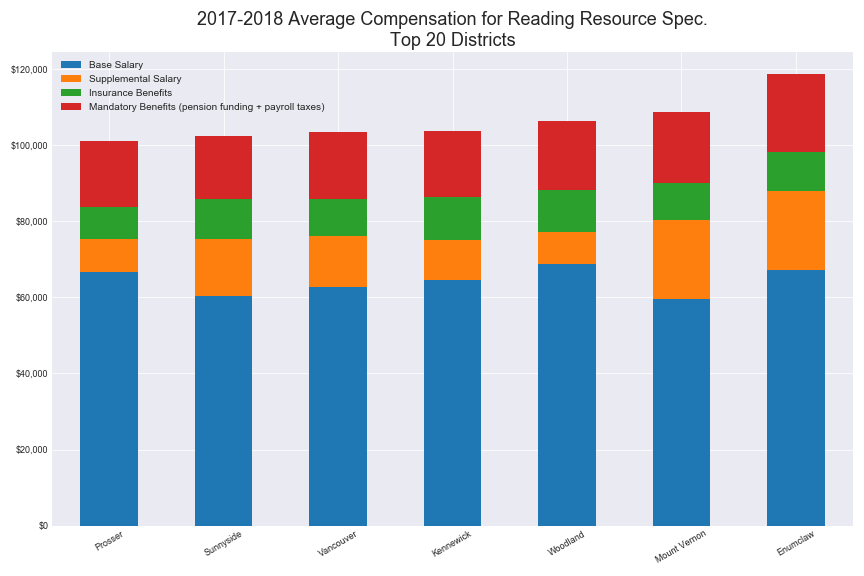 2017-2018 Average Compensation for Reading Resource Spec.
Top 20 Districts
Base Salary
Supplemental Salary
Insurance Benefits
Mandatory Benefits (pension funding + payroll taxes)
$120,000
$100,000
$80,000
$60,000
$40,000
$20,000
$0
Prosser
Sunnyside
Vancouver
Kennewick
Woodland
Mount Vernon
Enumclaw